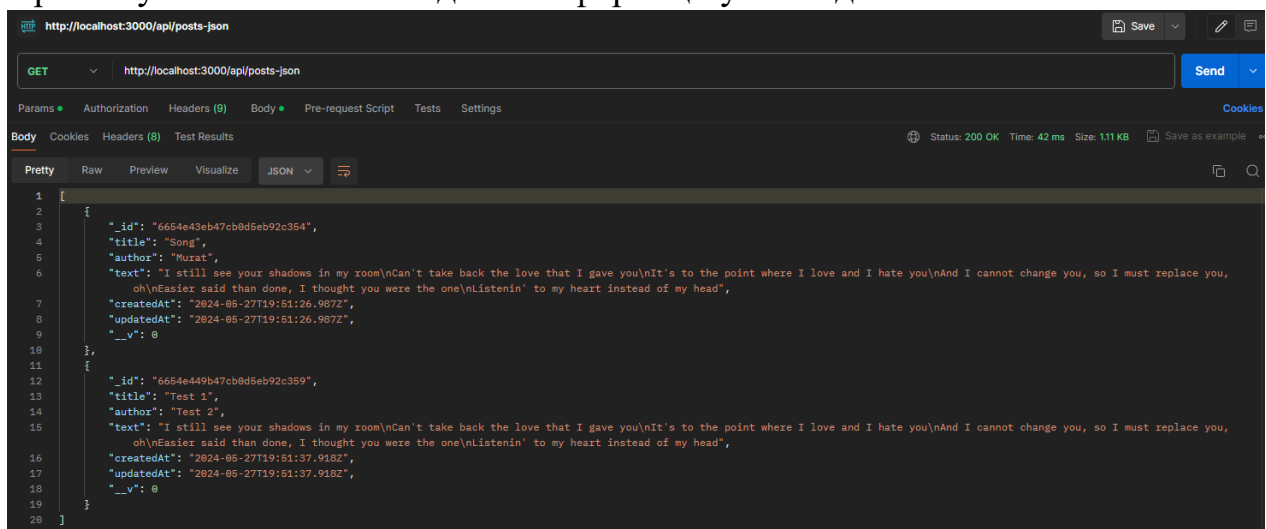 http://localhost:3000/api/posts-json Save
GET http://localhost:3000/api/posts-json Send
Params Authorization Headers (9) Body Pre-request Script Tests Settings Cookies
Body Cookies Headers (8) Test Results Status: 200 OK Time: 42 ms Size: 1.11 KB Save as example
Pretty Raw Preview Visualize JSON
1 [
2 {
3 "_id": "6654e43eb47cb0d5eb92c354",
4 "title": "Song",
5 "author": "Murat",
6 "text": "I still see your shadows in my room\nCan't take back the love that I gave you\nIt's to the point where I love and I hate you\nAnd I cannot change you, so I must replace you,
oh\nEasier said than done, I thought you were the one\nListenin' to my heart instead of my head",
7 "createdAt": "2024-05-27T19:51:26.987Z",
8 "updatedAt": "2024-05-27T19:51:26.987Z",
9 "__v": 0
10 },
11 {
12 "_id": "6654e449b47cb0d5eb92c359",
13 "title": "Test 1",
14 "author": "Test 2",
15 "text": "I still see your shadows in my room\nCan't take back the love that I gave you\nIt's to the point where I love and I hate you\nAnd I cannot change you, so I must replace you,
oh\nEasier said than done, I thought you were the one\nListenin' to my heart instead of my head",
16 "createdAt": "2024-05-27T19:51:37.918Z",
17 "updatedAt": "2024-05-27T19:51:37.918Z",
18 "__v": 0
19 }
20 ]